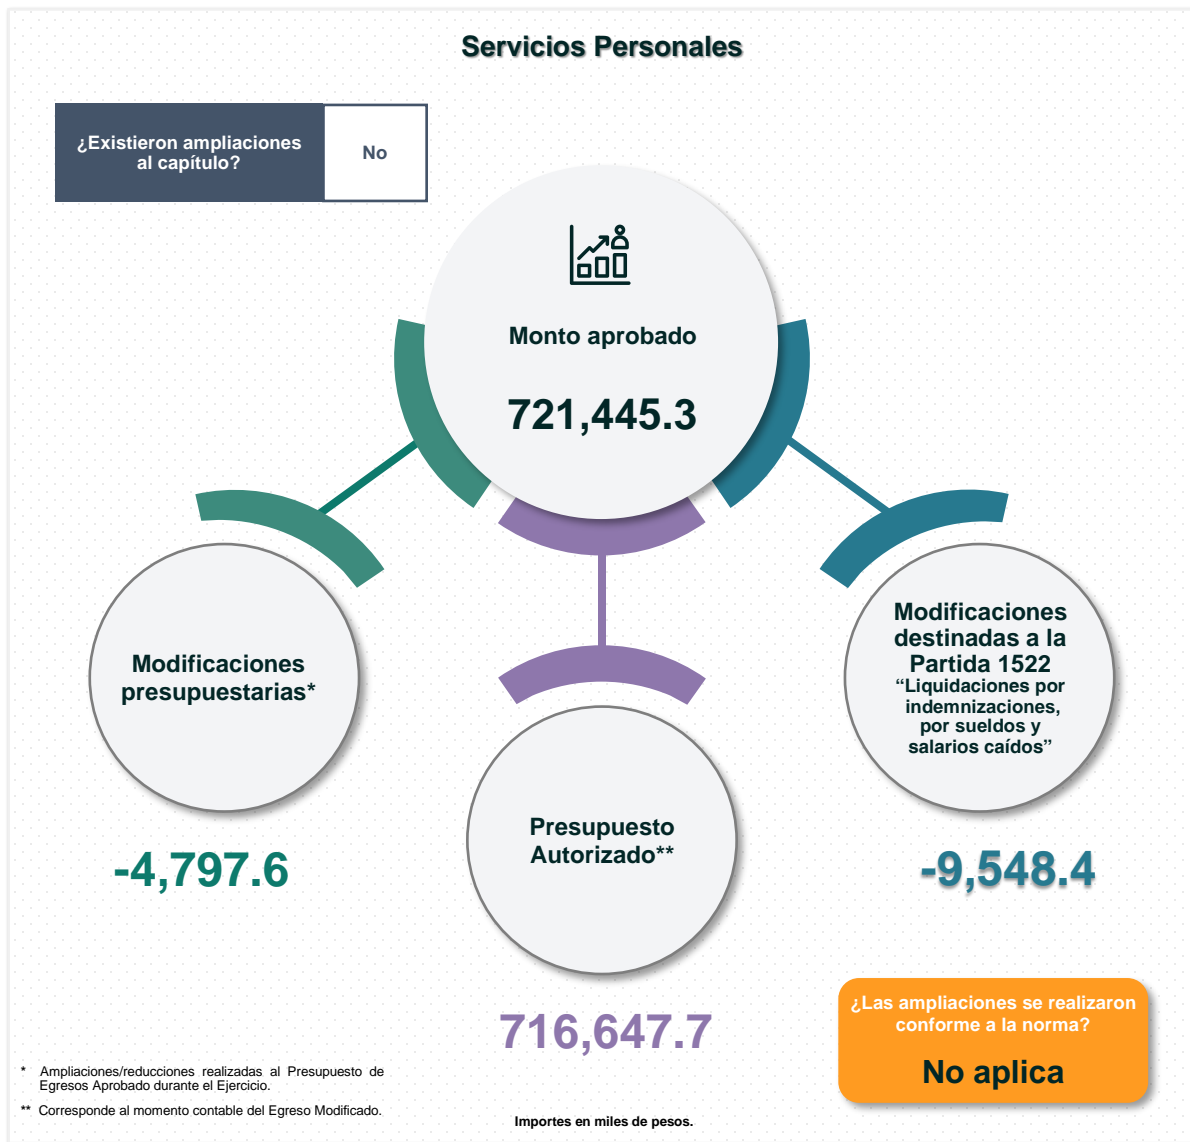 Servicios Personales
¿Existieron ampliaciones
al capítulo?
No
Monto aprobado
721,445.3
Modificaciones
presupuestarias*
-4,797.6
Presupuesto
Autorizado**
716,647.7
Modificaciones
destinadas a la
Partida 1522
“Liquidaciones por
indemnizaciones,
por sueldos y
salarios caídos”
-9,548.4
¿Las ampliaciones se realizaron
conforme a la norma?
No aplica
* Ampliaciones/reducciones realizadas al Presupuesto de
Egresos Aprobado durante el Ejercicio.
** Corresponde al momento contable del Egreso Modificado.
Importes en miles de pesos.